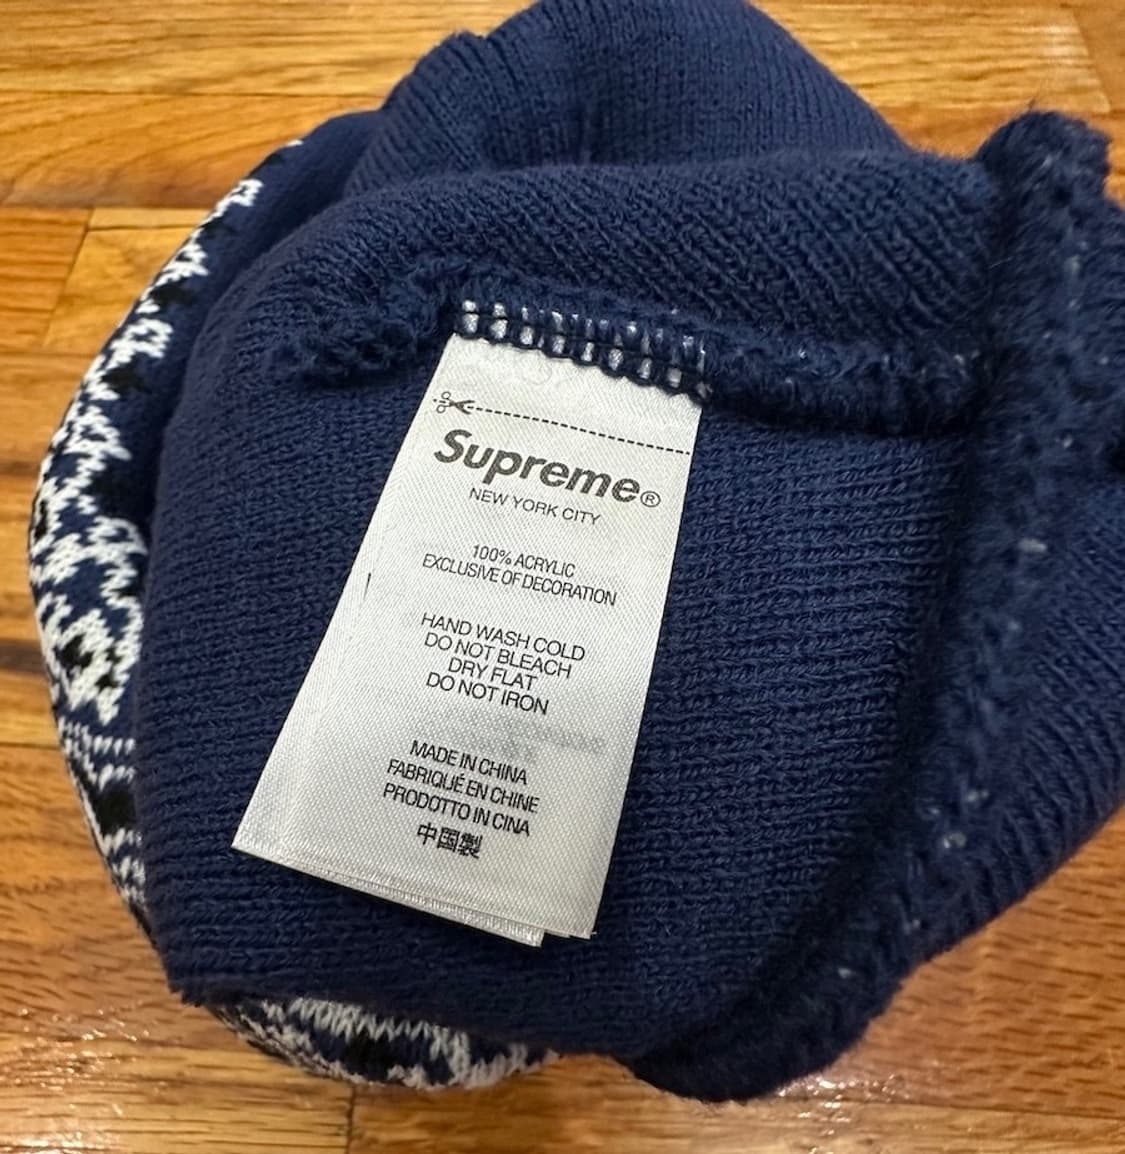 Supreme®
NEW YORK CITY
100% ACRYLIC
EXCLUSIVE OF DECORATION
HAND WASH COLD
DO NOT BLEACH
DRY FLAT
DO NOT IRON
MADE IN CHINA
FABRIQUÉ EN CHINE
PRODOTTO IN CINA
中国製